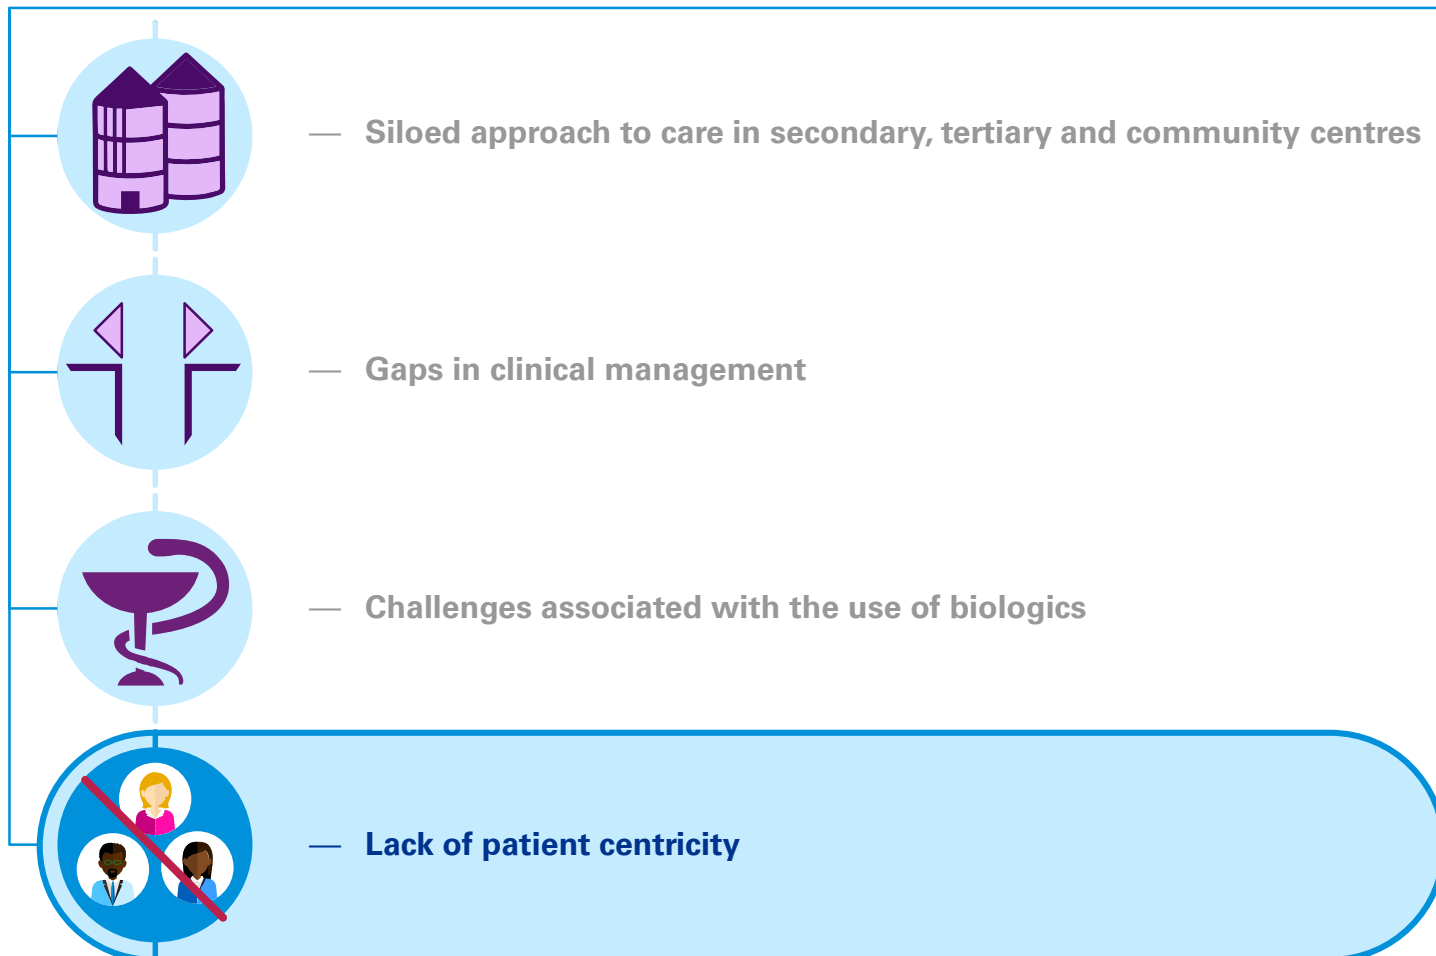 — Siloed approach to care in secondary, tertiary and community centres
— Gaps in clinical management
— Challenges associated with the use of biologics
— Lack of patient centricity